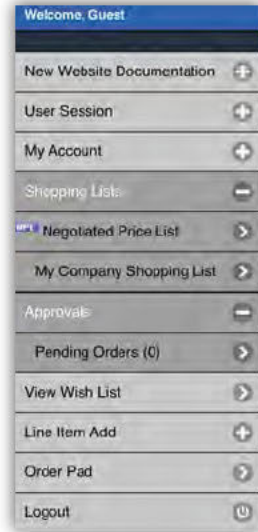 Welcome, Guest
New Website Documentation
User Session
My Account
Shopping Lists
Negotiated Price List
My Company Shopping List
Approvals
Pending Orders (0)
View Wish List
Line Item Add
Order Pad
Logout